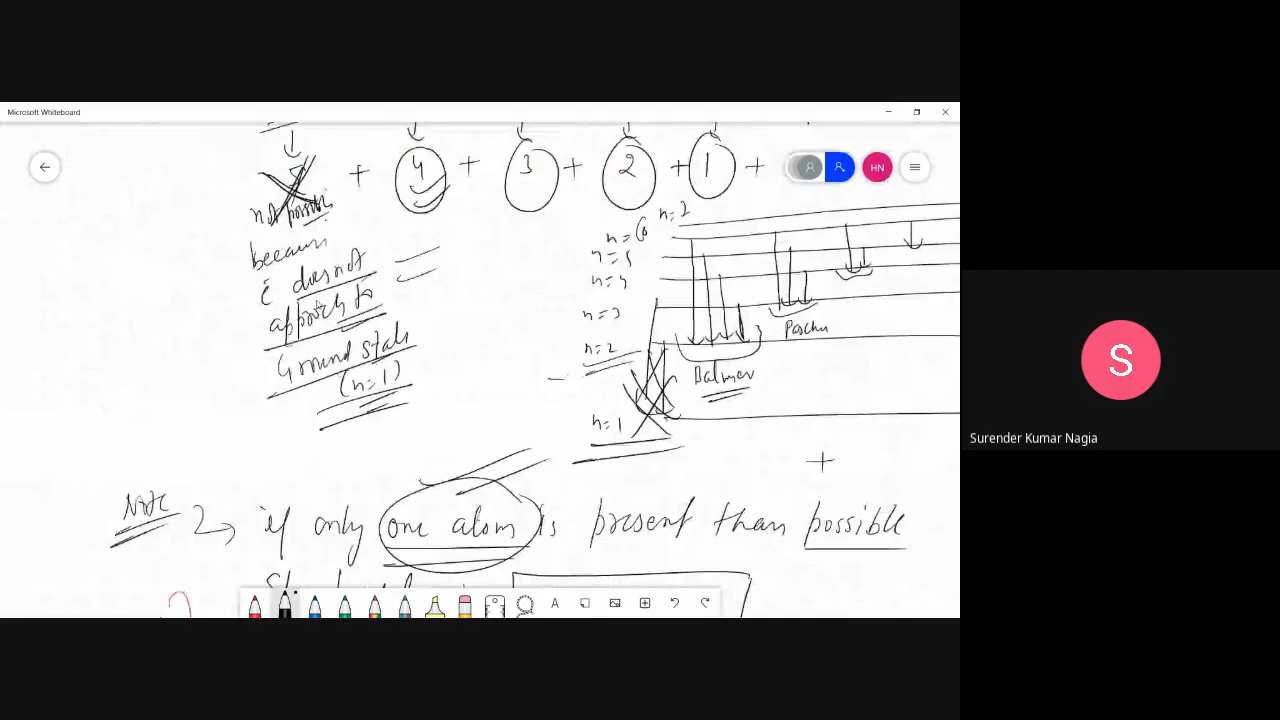 Microsoft Whiteboard
+ 4 + 3 + 2 + 1 +
HN
not possible
because
e does not
approach to
Ground state
(n=1)
n=2
n=6
n=5
n=4
n=3
n=2
n=1
Paschen
Balmer
+
Note 2→ if only one atom is present than possible
A
S
Surender Kumar Nagia